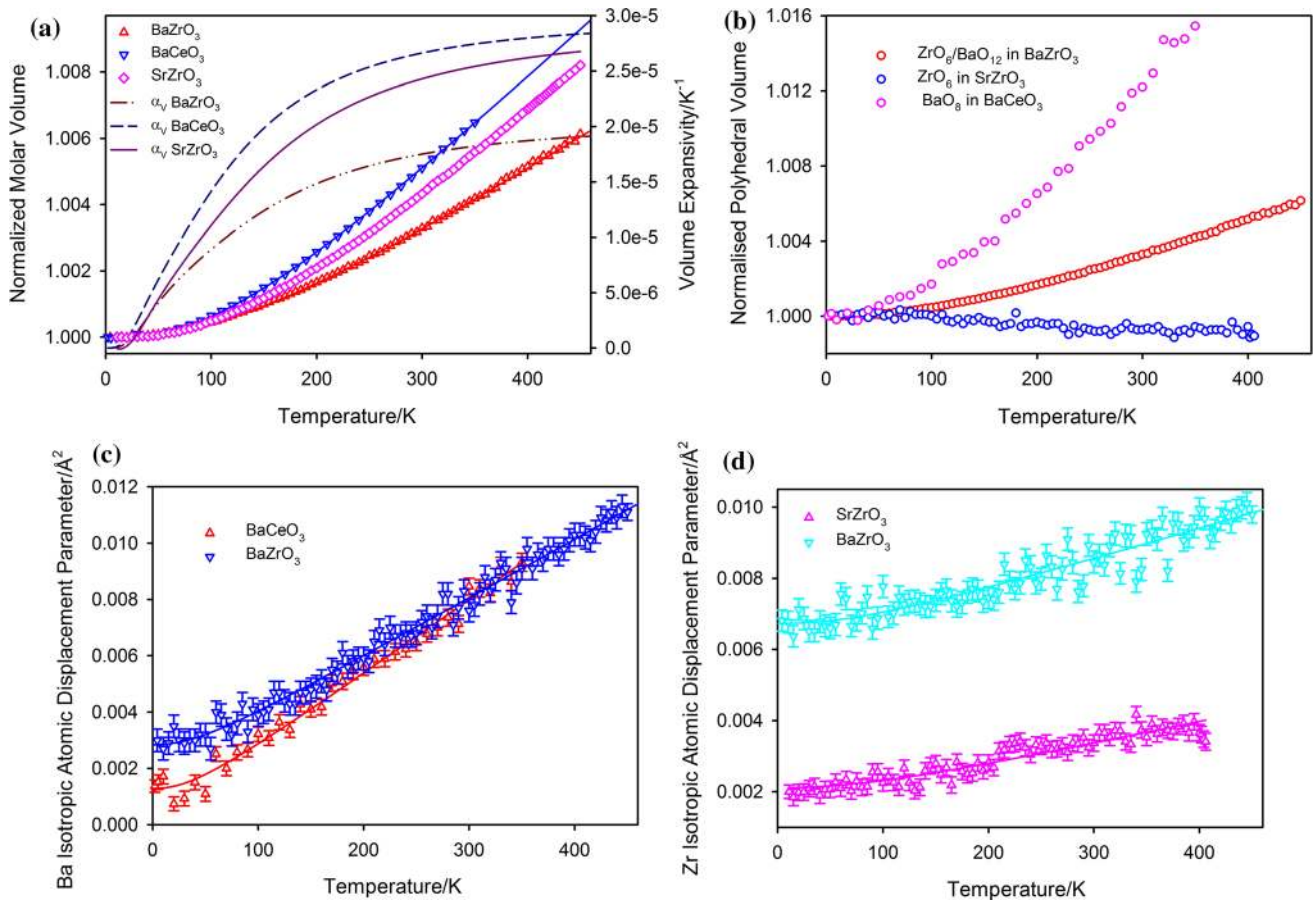 (a)
Normalized Molar Volume
1.008
1.006
1.004
1.002
1.000
BaZrO₃
BaCeO₃
SrZrO₃
αV BaZrO₃
αV BaCeO₃
αV SrZrO₃
3.0e-5
2.5e-5
2.0e-5
1.5e-5
1.0e-5
5.0e-6
0.0
Volume Expansivity/K⁻¹
0 100 200 300 400
Temperature/K
(b)
Normalised Polyhedral Volume
1.016
1.012
1.008
1.004
1.000
ZrO₆/BaO₁₂ in BaZrO₃
ZrO₆ in SrZrO₃
BaO₈ in BaCeO₃
0 100 200 300 400
Temperature/K
(c)
Ba Isotropic Atomic Displacement Parameter/Å²
0.012
0.010
0.008
0.006
0.004
0.002
0.000
BaCeO₃
BaZrO₃
0 100 200 300 400
Temperature/K
(d)
Zr Isotropic Atomic Displacement Parameter/Å²
0.010
0.008
0.006
0.004
0.002
SrZrO₃
BaZrO₃
0 100 200 300 400
Temperature/K